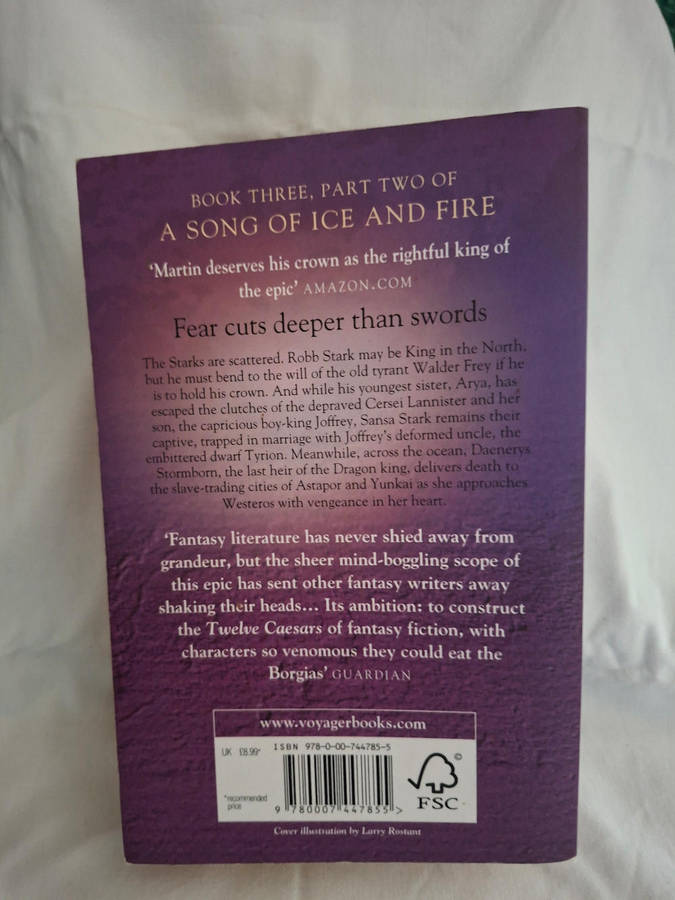 BOOK THREE, PART TWO OF
A SONG OF ICE AND FIRE
‘Martin deserves his crown as the rightful king of
the epic’ AMAZON.COM
Fear cuts deeper than swords
The Starks are scattered. Robb Stark may be King in the North,
but he must bend to the will of the old tyrant Walder Frey if he
is to hold his crown. And while his youngest sister, Arya, has
escaped the clutches of the depraved Cersei Lannister and her
son, the capricious boy-king Joffrey, Sansa Stark remains their
captive, trapped in marriage with Joffrey's deformed uncle, the
embittered dwarf Tyrion. Meanwhile, across the ocean, Daenerys
Stormborn, the last heir of the Dragon king, delivers death to
the slave-trading cities of Astapor and Yunkai as she approaches
Westeros with vengeance in her heart.
‘Fantasy literature has never shied away from
grandeur, but the sheer mind-boggling scope of
this epic has sent other fantasy writers away
shaking their heads... Its ambition: to construct
the Twelve Caesars of fantasy fiction, with
characters so venomous they could eat the
Borgias’ GUARDIAN
www.voyagerbooks.com
UK £8.99*
ISBN 978-0-00-744785-5
*recommended
price
9 780007 447855 >
©
FSC
Cover illustration by Larry Rostant